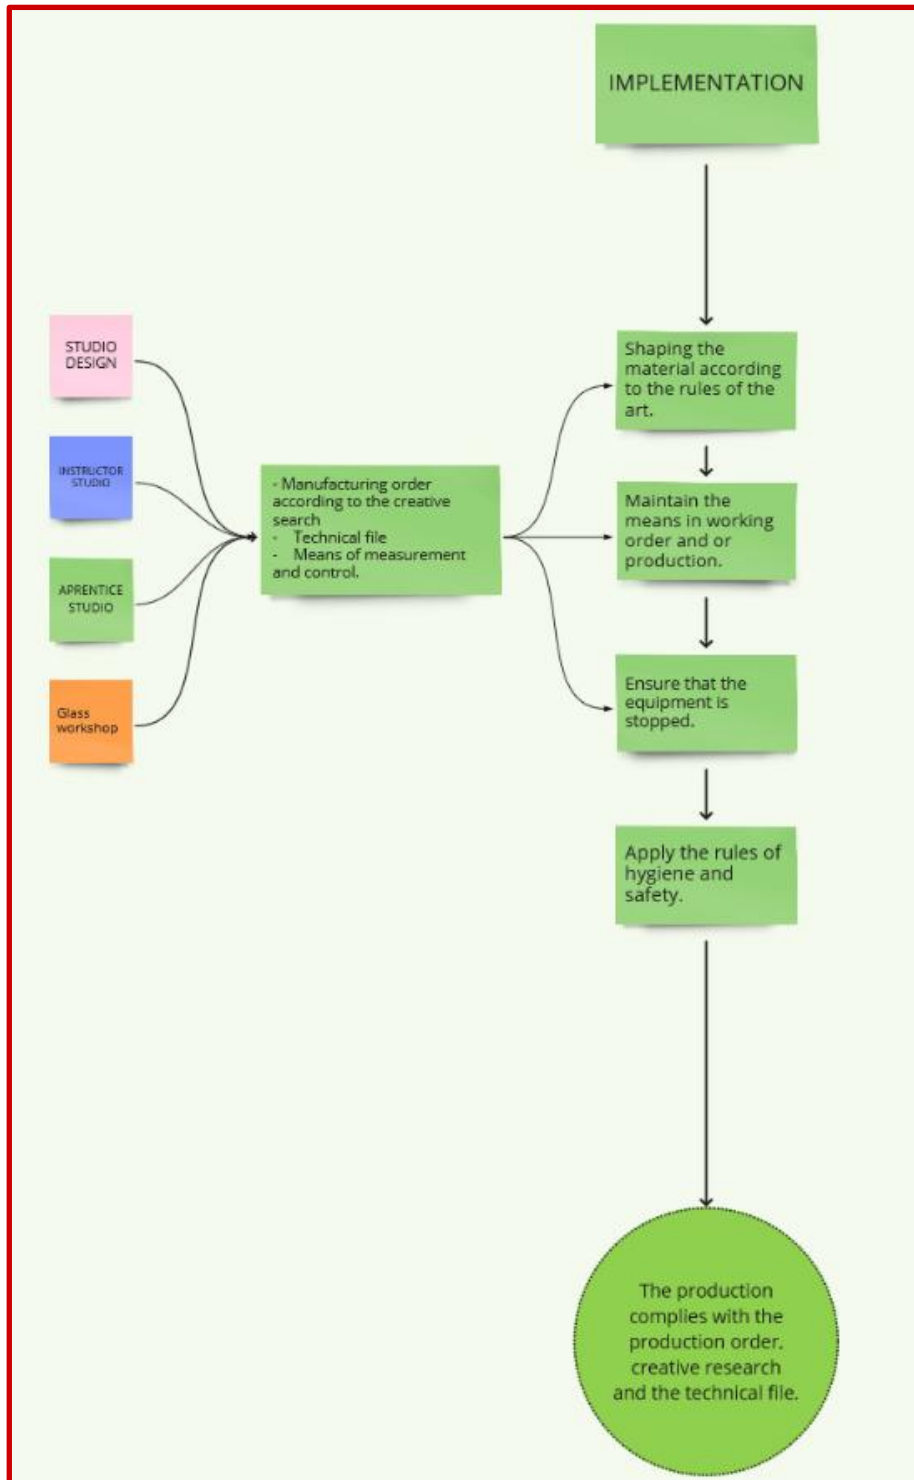 IMPLEMENTATION
STUDIO
DESIGN
INSTRUCTOR
STUDIO
APRENTICE
STUDIO
Glass
workshop
- Manufacturing order
according to the creative
search
- Technical file
- Means of measurement
and control.
Shaping the
material according
to the rules of the
art.
Maintain the
means in working
order and or
production.
Ensure that the
equipment is
stopped.
Apply the rules of
hygiene and
safety.
The production
complies with the
production order,
creative research
and the technical file.